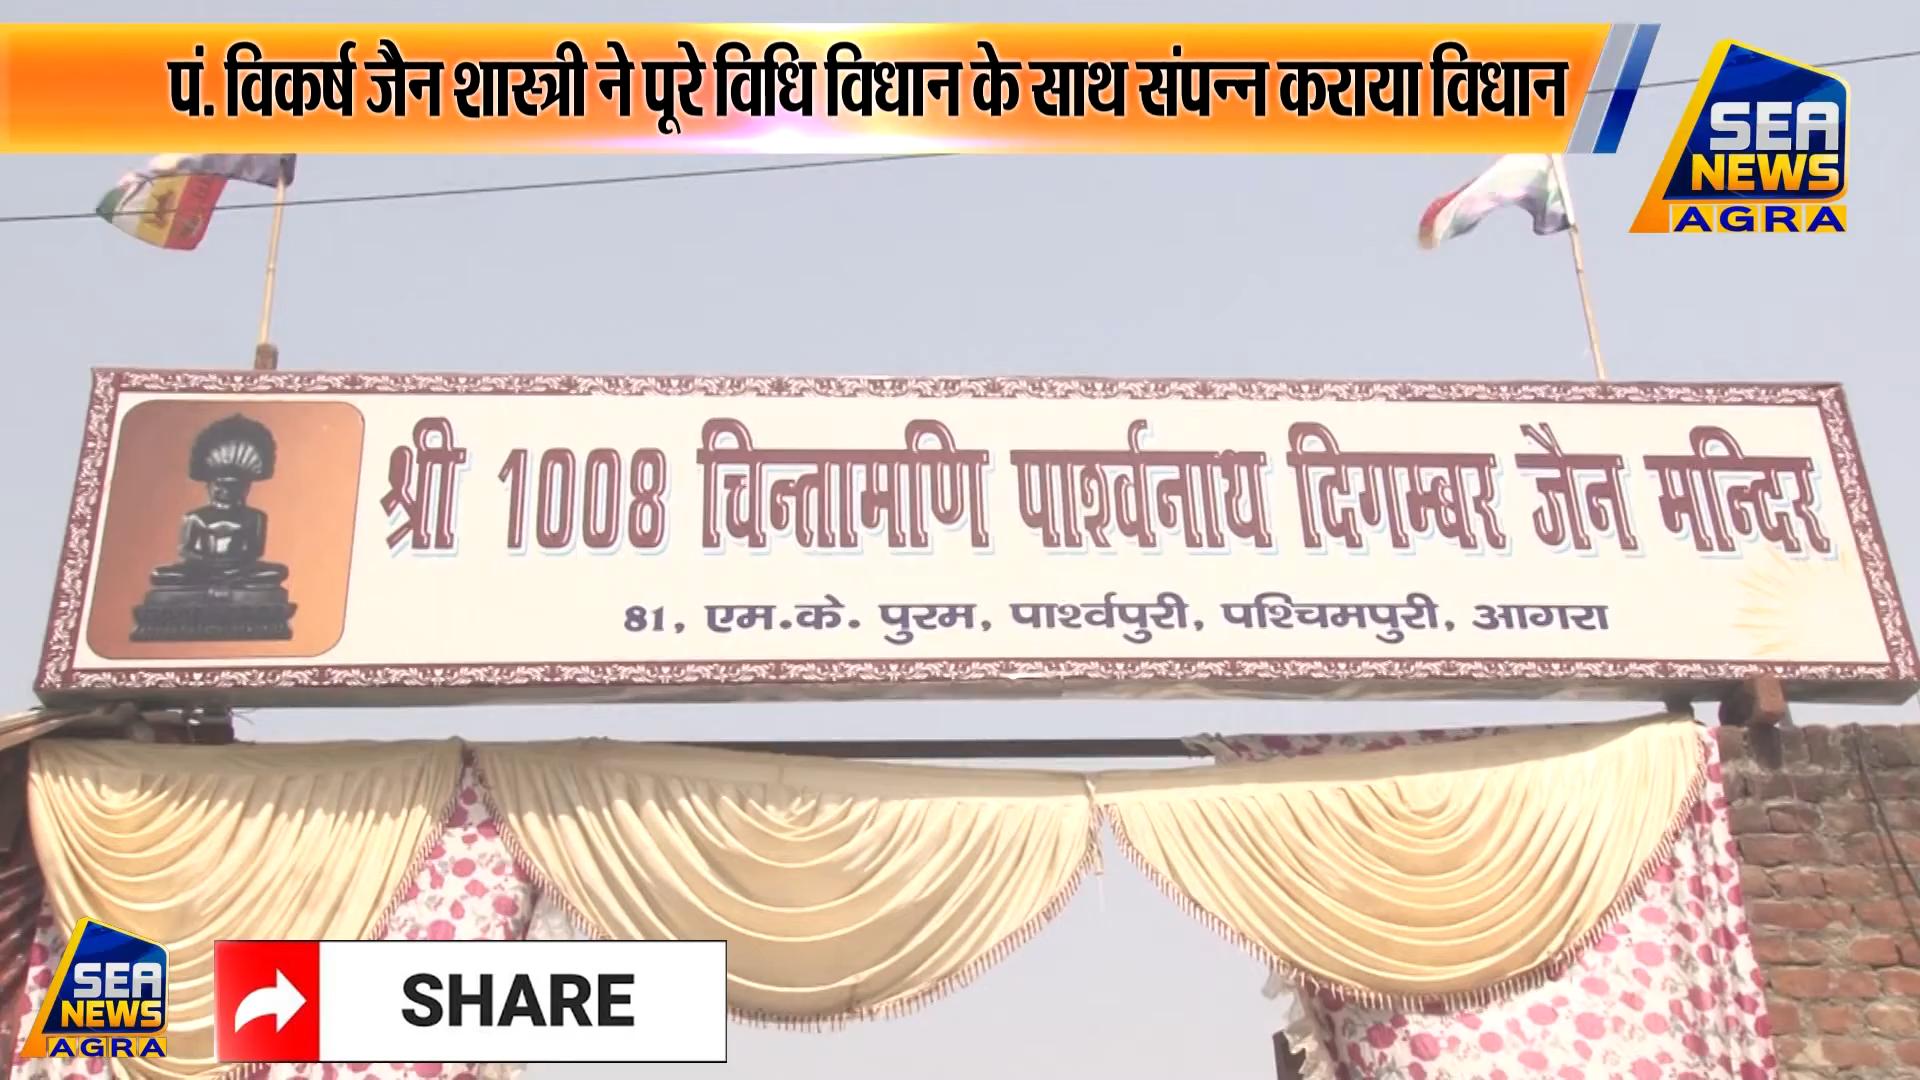 पं. विकर्ष जैन शास्त्री ने पूरे विधि विधान के साथ संपन्न कराया विधान
SEA
NEWS
AGRA
श्री 1008 चिन्तामणि पार्श्वनाथ दिगम्बर जैन मन्दिर
81, एम.के. पुरम, पार्श्वपुरी, पश्चिमपुरी, आगरा
SEA
NEWS
AGRA
SHARE